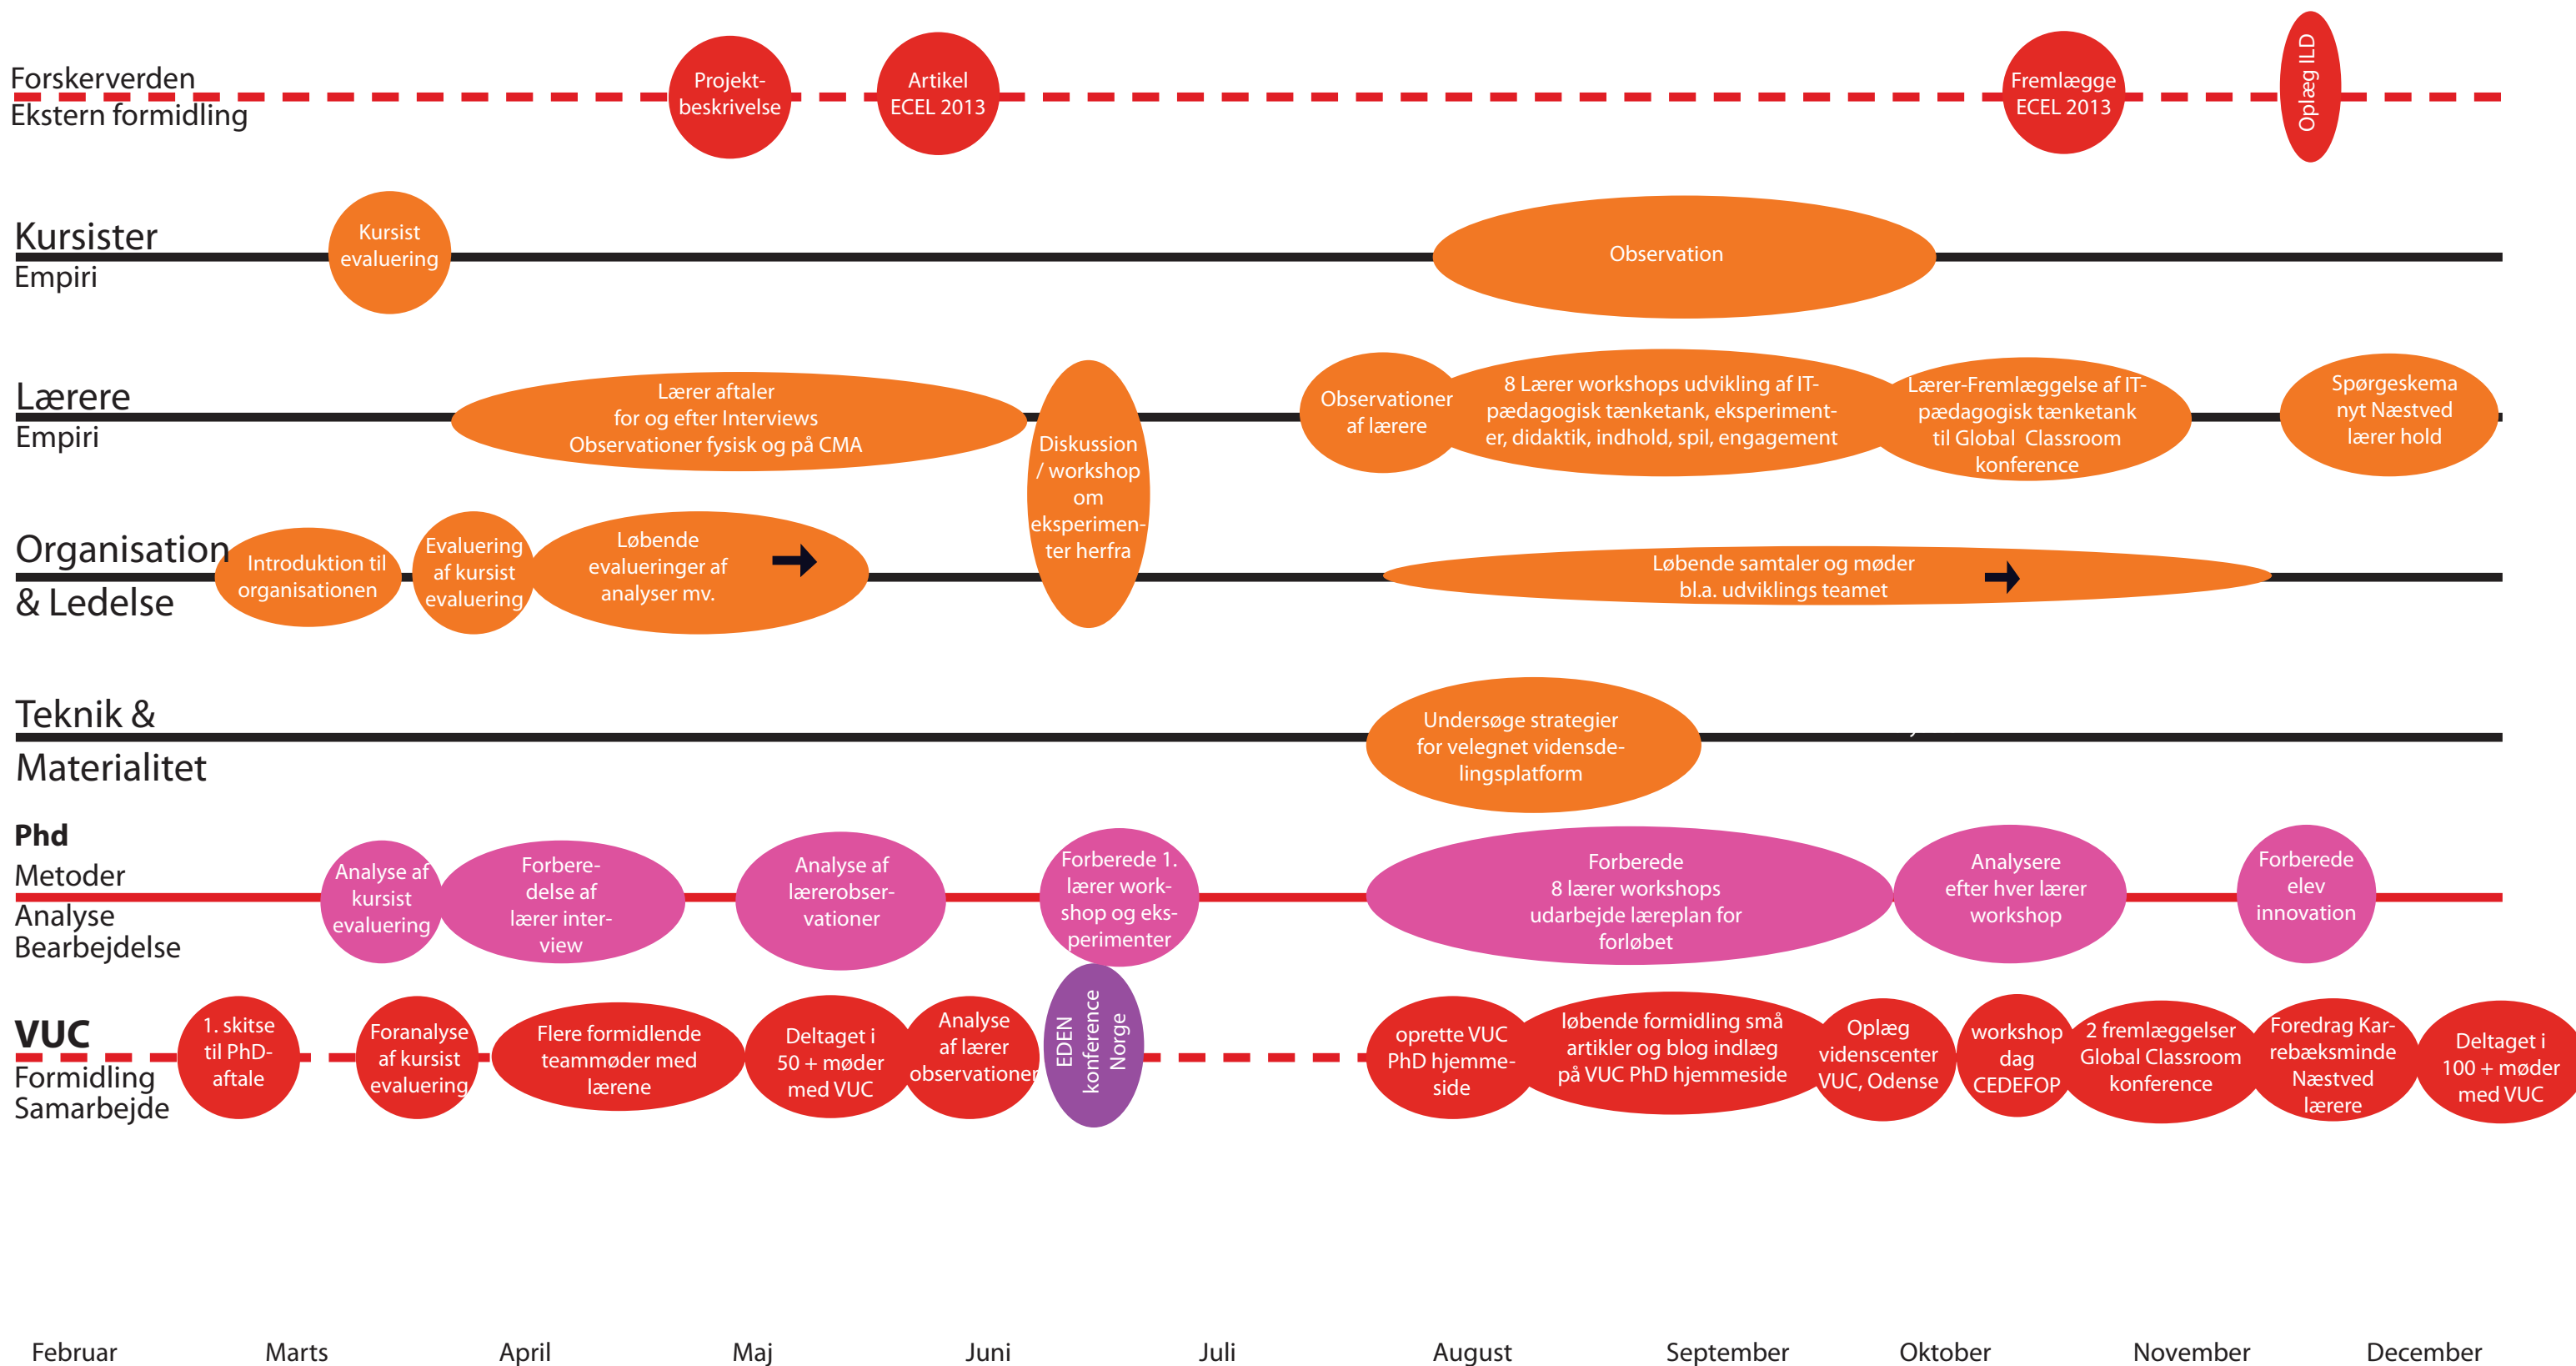 Forskerverden
Ekstern formidling
Projekt-
beskrivelse
Artikel
ECEL 2013
Fremlægge
ECEL 2013
Oplæg ILD
Kursister
Empiri
Kursist
evaluering
Observation
Lærere
Empiri
Lærer aftaler
for og efter Interviews
Observationer fysisk og på CMA
Diskussion
/ workshop
om
eksperimen-
ter herfra
Observationer
af lærere
8 Lærer workshops udvikling af IT-
pædagogisk tænketank, eksperiment-
er, didaktik, indhold, spil, engagement
Lærer-Fremlæggelse af IT-
pædagogisk tænketank
til Global Classroom
konference
Spørgeskema
nyt Næstved
lærer hold
Organisation
& Ledelse
Introduktion til
organisationen
Evaluering
af kursist
evaluering
Løbende
evalueringer af
analyser mv.
Løbende samtaler og møder
bl.a. udviklings teamet
Teknik &
Materialitet
Undersøge strategier
for velegnet vidensde-
lingsplatform
Phd
Metoder
Analyse
Bearbejdelse
Analyse af
kursist
evaluering
Forbere-
delse af
lærer inter-
view
Analyse af
lærerobser-
vationer
Forberede 1.
lærer work-
shop og eks-
perimenter
Forberede
8 lærer workshops
udarbejde læreplan for
forløbet
Analysere
efter hver lærer
workshop
Forberede
elev
innovation
VUC
Formidling
Samarbejde
1. skitse
til PhD-
aftale
Foranalyse
af kursist
evaluering
Flere formidlende
teammøder med
lærene
Deltaget i
50 + møder
med VUC
Analyse
af lærer
observationer
EDEN
konference
Norge
oprette VUC
PhD hjemme-
side
løbende formidling små
artikler og blog indlæg
på VUC PhD hjemmeside
Oplæg
videnscenter
VUC, Odense
workshop
dag
CEDEFOP
2 fremlæggelser
Global Classroom
konference
Foredrag Kar-
rebæksminde
Næstved
lærere
Deltaget i
100 + møder
med VUC
Februar Marts April Maj Juni Juli August September Oktober November December